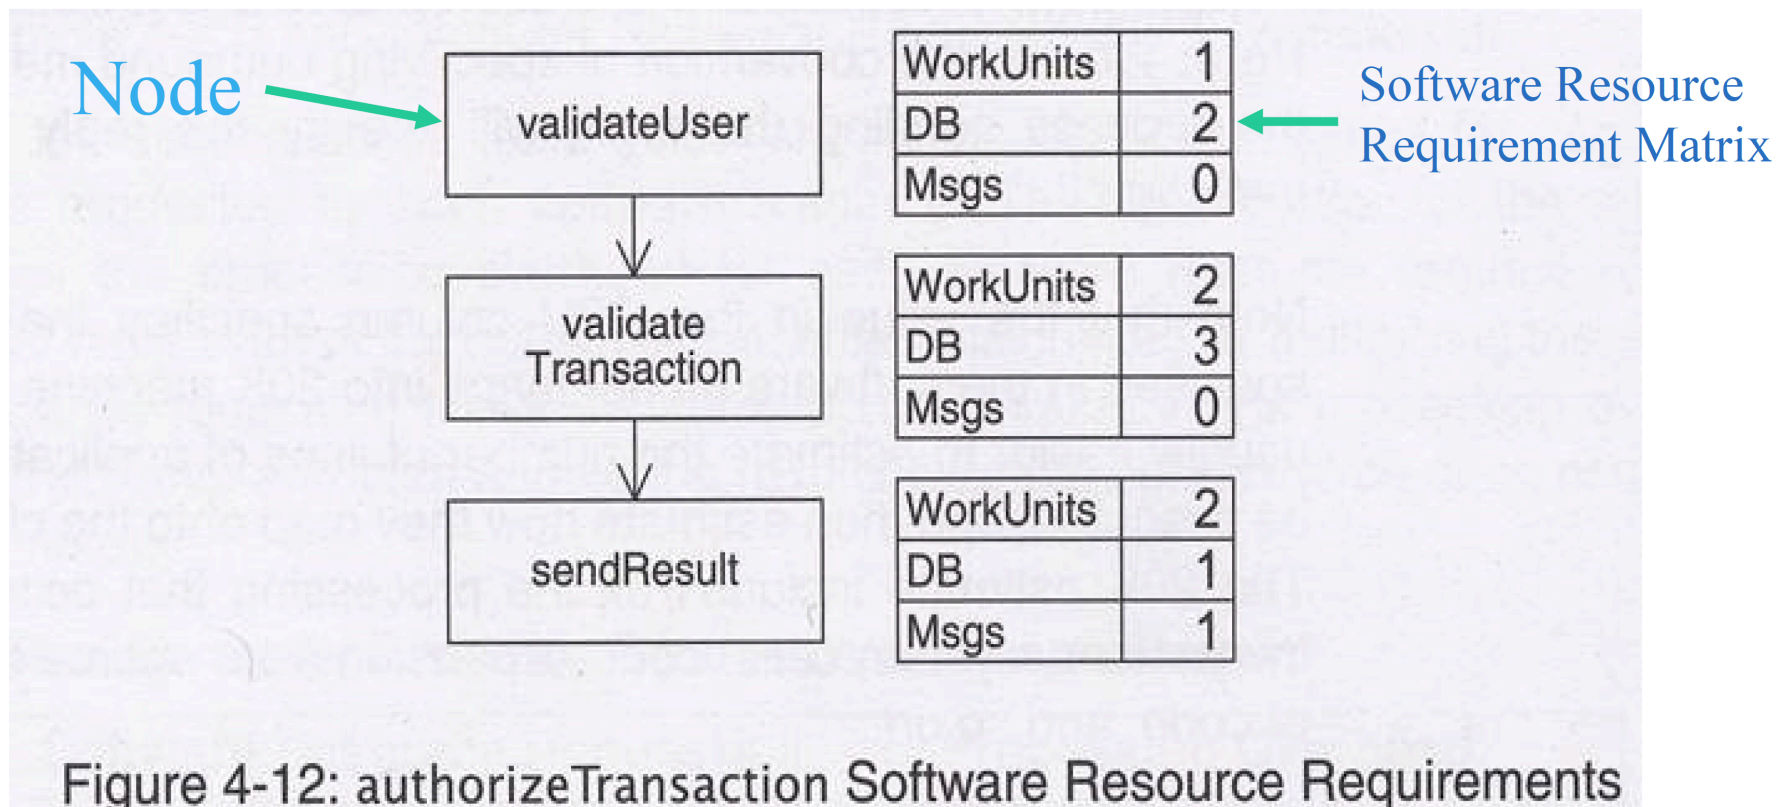 Node
validateUser
WorkUnits 1
DB 2
Msgs 0
Software Resource
Requirement Matrix
validate
Transaction
WorkUnits 2
DB 3
Msgs 0
sendResult
WorkUnits 2
DB 1
Msgs 1
Figure 4-12: authorizeTransaction Software Resource Requirements